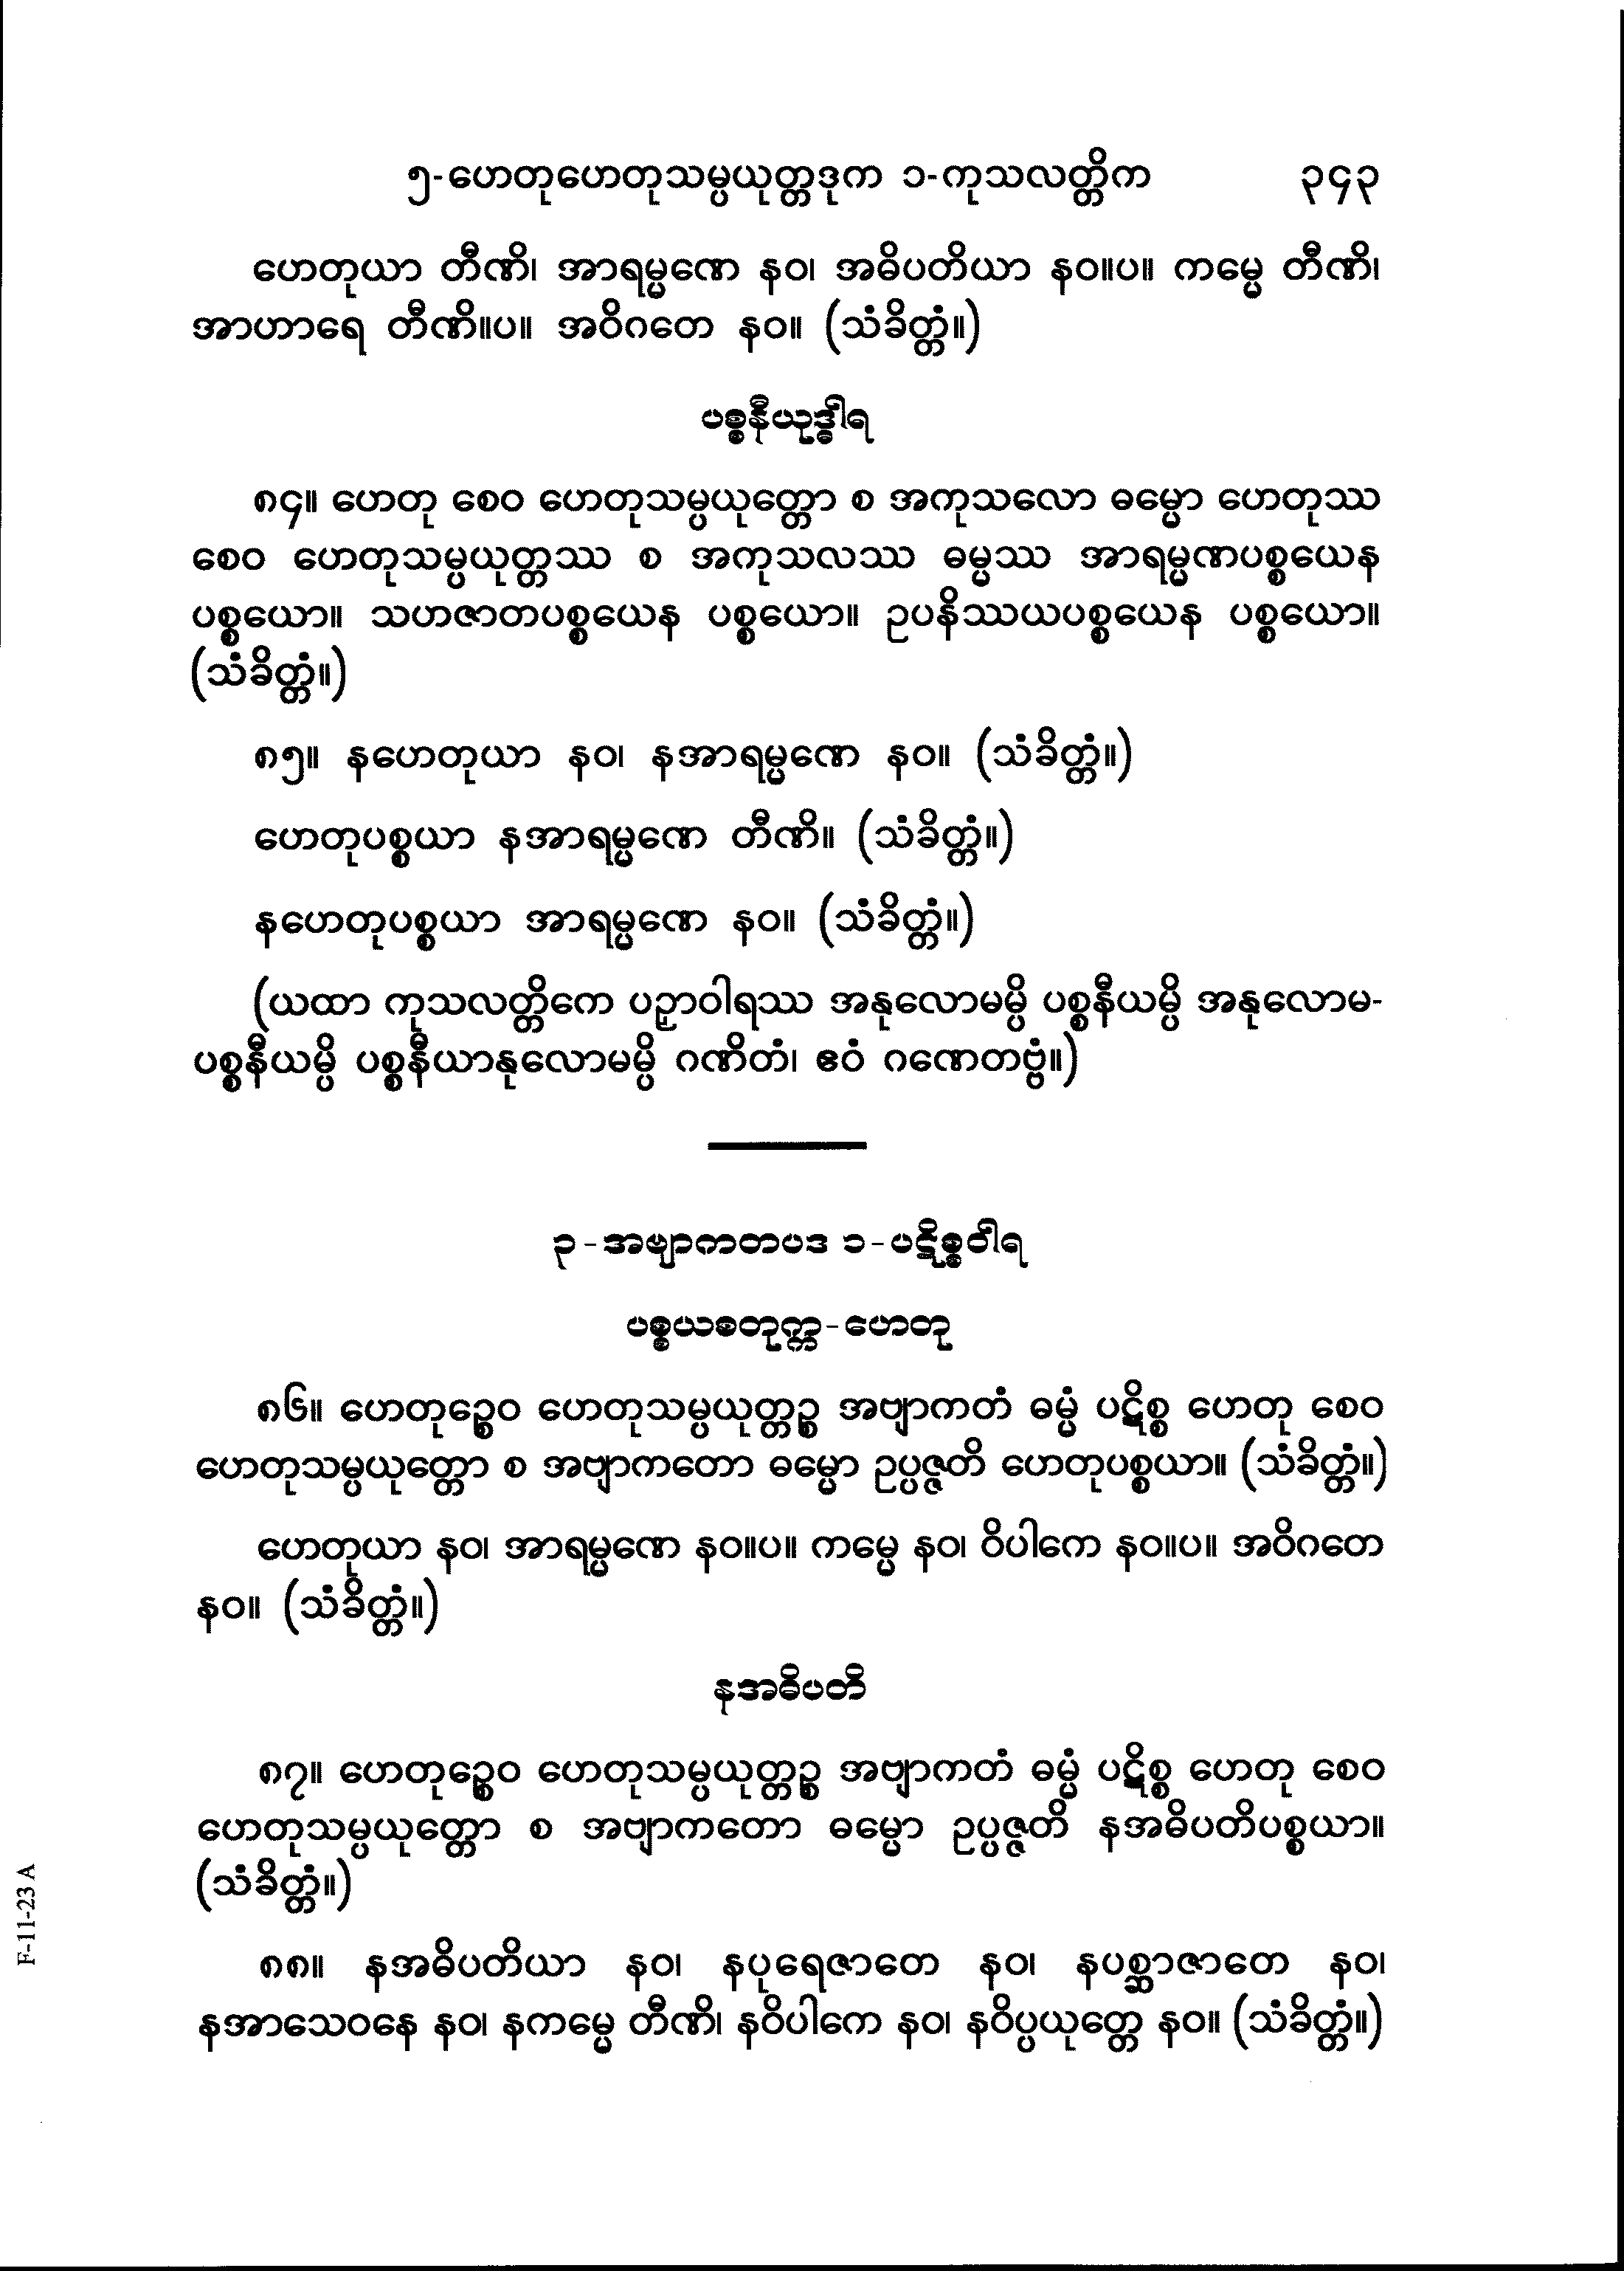 ၅-ဟေတုဟေတုသမ္ပယုတ္တဒုက ၁-ကုသလတ္တိက ၃၄၃
ဟေတုယာ တီဏိ၊ အာရမ္မဏေ နဝ၊ အဓိပတိယာ နဝ။ပ။ ကမ္မေ တီဏိ၊
အာဟာရေ တီဏိ။ပ။ အဝိဂတေ နဝ။ (သံခိတ္တံ။)
ပစ္စနီယုဒ္ဓါရ
၈၄။ ဟေတု စေဝ ဟေတုသမ္ပယုတ္တော စ အကုသလော ဓမ္မော ဟေတုဿ
စေဝ ဟေတုသမ္ပယုတ္တဿ စ အကုသလဿ ဓမ္မဿ အာရမ္မဏပစ္စယေန
ပစ္စယော။ သဟဇာတပစ္စယေန ပစ္စယော။ ဥပနိဿယပစ္စယေန ပစ္စယော။
(သံခိတ္တံ။)
၈၅။ နဟေတုယာ နဝ၊ နအာရမ္မဏေ နဝ။ (သံခိတ္တံ။)
ဟေတုပစ္စယာ နအာရမ္မဏေ တီဏိ။ (သံခိတ္တံ။)
နဟေတုပစ္စယာ အာရမ္မဏေ နဝ။ (သံခိတ္တံ။)
(ယထာ ကုသလတ္တိကေ ပဉှာဝါရဿ အနုလောမမ္ပိ ပစ္စနီယမ္ပိ အနုလောမ-
ပစ္စနီယမ္ပိ ပစ္စနီယာနုလောမမ္ပိ ဂဏိတံ၊ ဧဝံ ဂဏေတဗ္ဗံ။)
၃-အဗျာကတပဒ ၁-ပဋိစ္စဝါရ
ပစ္စယစတုက္က-ဟေတု
၈၆။ ဟေတုဉ္စေဝ ဟေတုသမ္ပယုတ္တဉ္စ အဗျာကတံ ဓမ္မံ ပဋိစ္စ ဟေတု စေဝ
ဟေတုသမ္ပယုတ္တော စ အဗျာကတော ဓမ္မော ဥပ္ပဇ္ဇတိ ဟေတုပစ္စယာ။ (သံခိတ္တံ။)
ဟေတုယာ နဝ၊ အာရမ္မဏေ နဝ။ပ။ ကမ္မေ နဝ၊ ဝိပါကေ နဝ။ပ။ အဝိဂတေ
နဝ။ (သံခိတ္တံ။)
နအဓိပတိ
၈၇။ ဟေတုဉ္စေဝ ဟေတုသမ္ပယုတ္တဉ္စ အဗျာကတံ ဓမ္မံ ပဋိစ္စ ဟေတု စေဝ
ဟေတုသမ္ပယုတ္တော စ အဗျာကတော ဓမ္မော ဥပ္ပဇ္ဇတိ နအဓိပတိပစ္စယာ။
(သံခိတ္တံ။)
၈၈။ နအဓိပတိယာ နဝ၊ နပုရေဇာတေ နဝ၊ နပစ္ဆာဇာတေ နဝ၊
နအာသေဝနေ နဝ၊ နကမ္မေ တီဏိ၊ နဝိပါကေ နဝ၊ နဝိပ္ပယုတ္တေ နဝ။ (သံခိတ္တံ။)
F-11-23 A